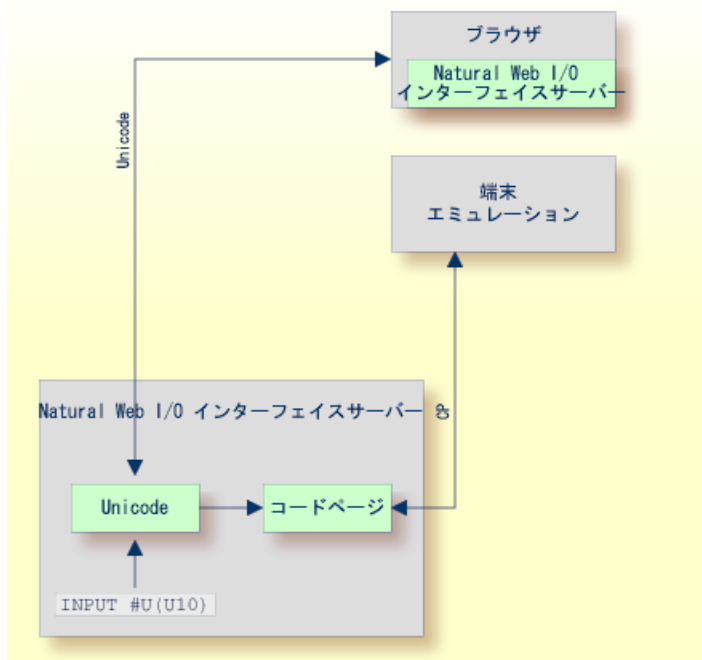 ブラウザ
Natural Web I/O
インターフェイスサーバー
Unicode
端末
エミュレーション
Natural Web I/O インターフェイスサーバー
CP
Unicode
コードページ
INPUT #U(U10)